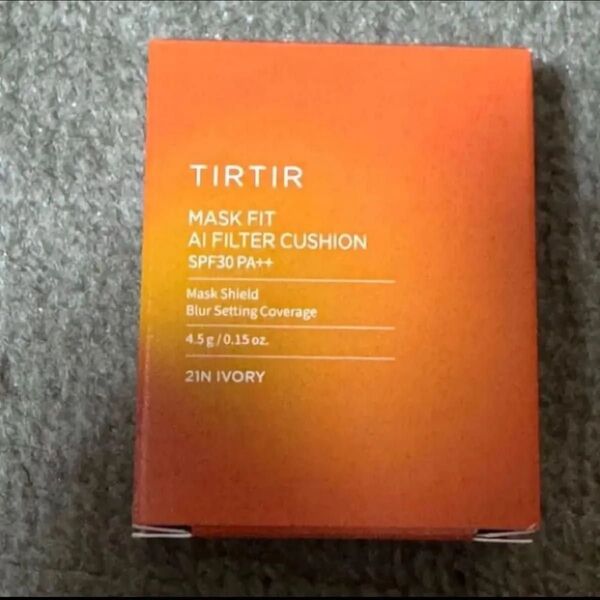 TIRTIR
MASK FIT
AI FILTER CUSHION
SPF30 PA++
Mask Shield
Blur Setting Coverage
4.5 g / 0.15 oz.
21N IVORY